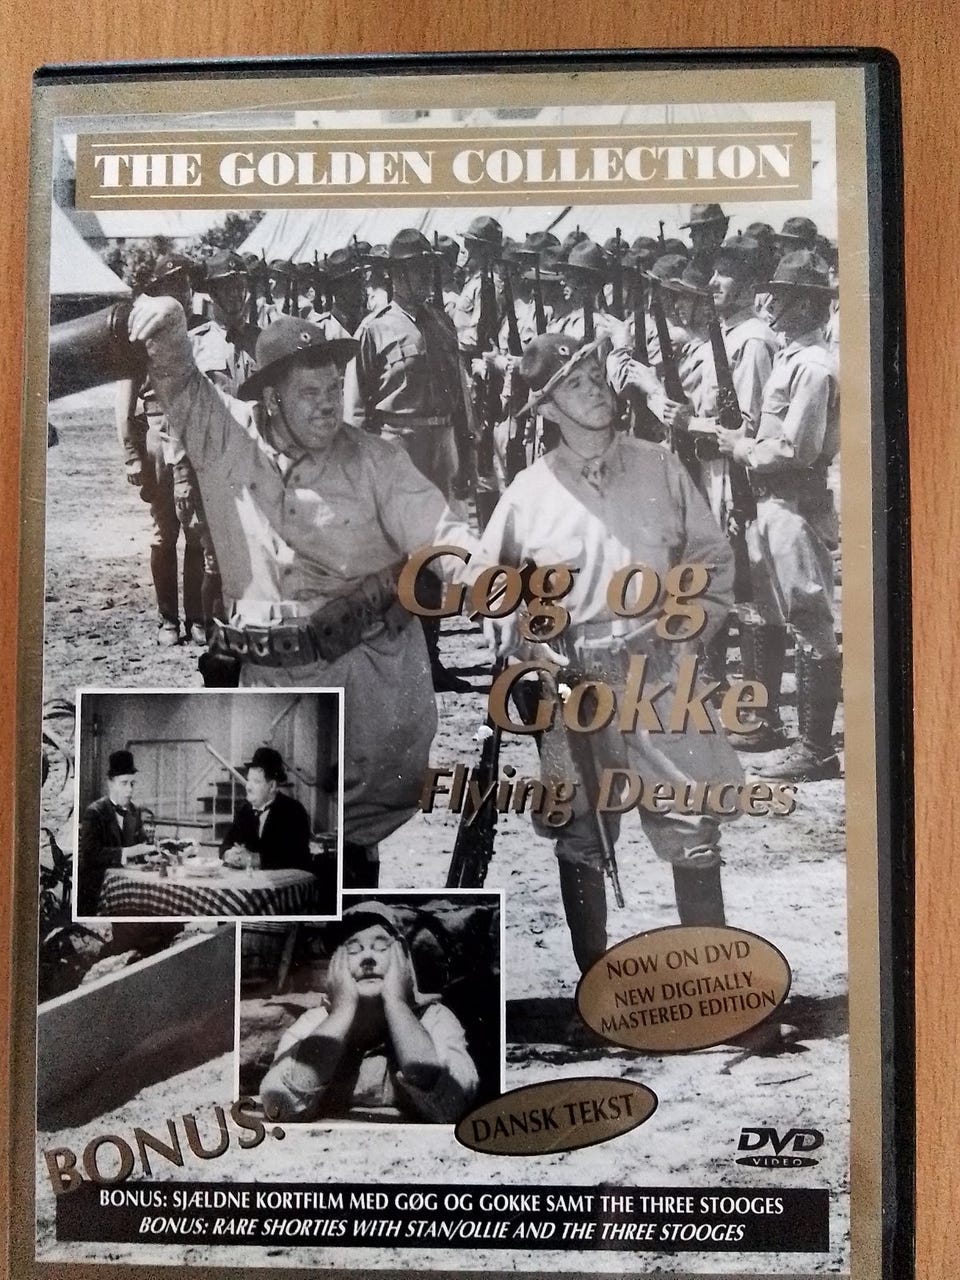 THE GOLDEN COLLECTION
Gøg og
Gokke
Flying Deuces
NOW ON DVD
NEW DIGITALLY
MASTERED EDITION
DANSK TEKST
BONUS:
DVD
VIDEO
BONUS: SJÆLDNE KORTFILM MED GØG OG GOKKE SAMT THE THREE STOOGES
BONUS: RARE SHORTIES WITH STAN/OLLIE AND THE THREE STOOGES